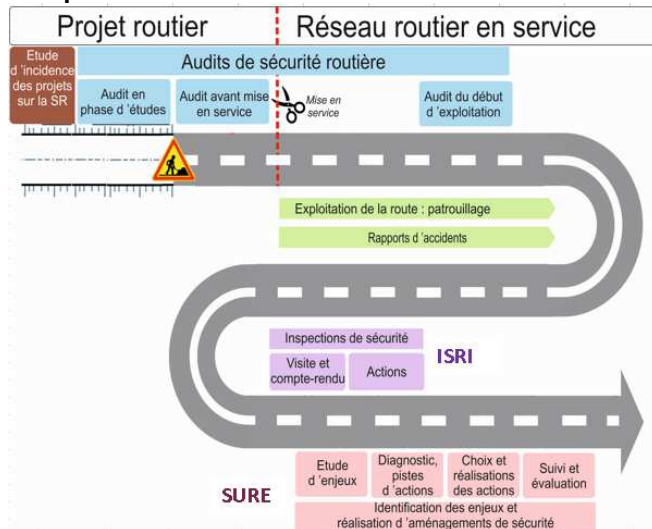 Projet routier
Réseau routier en service
Etude
d 'incidence
des projets
sur la SR
Audits de sécurité routière
Audit en
phase d 'études
Audit avant mise
en service
Mise en
service
Audit du début
d 'exploitation
Exploitation de la route : patrouillage
Rapports d 'accidents
Inspections de sécurité
Visite et
compte-rendu
Actions
ISRI
Etude
d 'enjeux
Diagnostic,
pistes
d 'actions
Choix et
réalisations
des actions
Suivi et
évaluation
SURE
Identification des enjeux et
réalisation d 'aménagements de sécurité